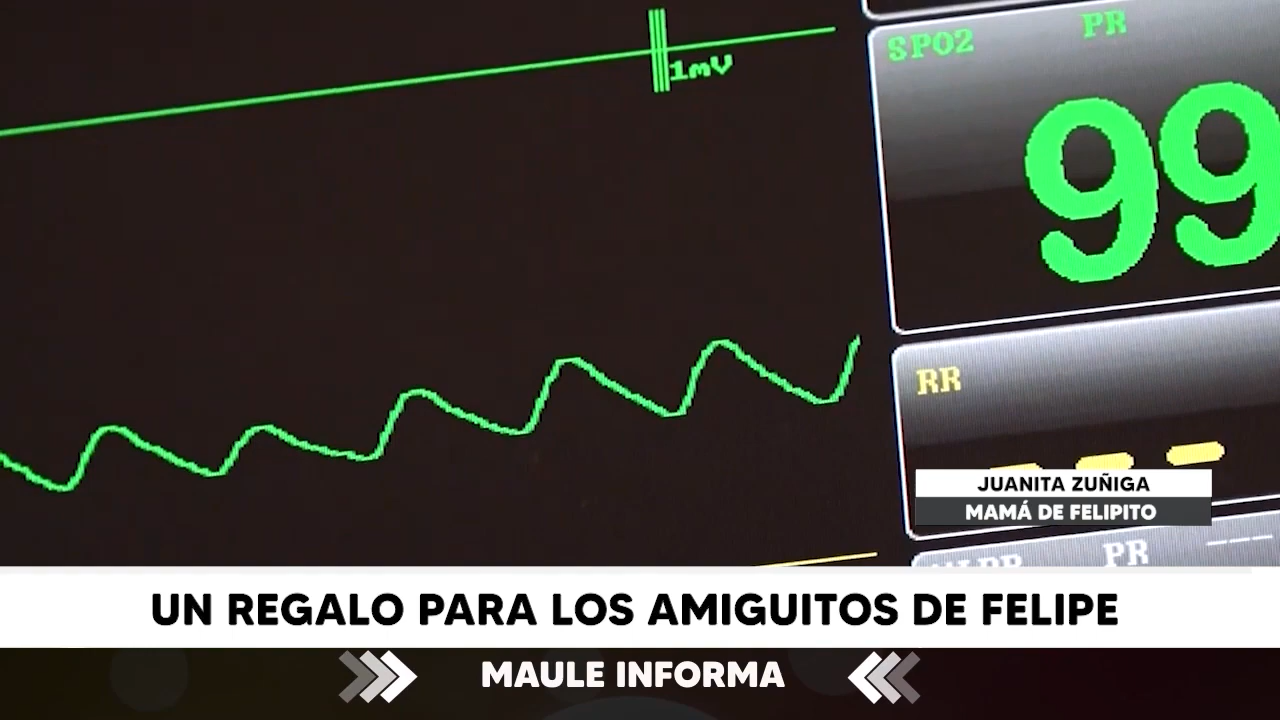 PR
SPO2
1mV
99
RR
---
JUANITA ZUÑIGA
MAMÁ DE FELIPITO
PR ---
UN REGALO PARA LOS AMIGUITOS DE FELIPE
MAULE INFORMA